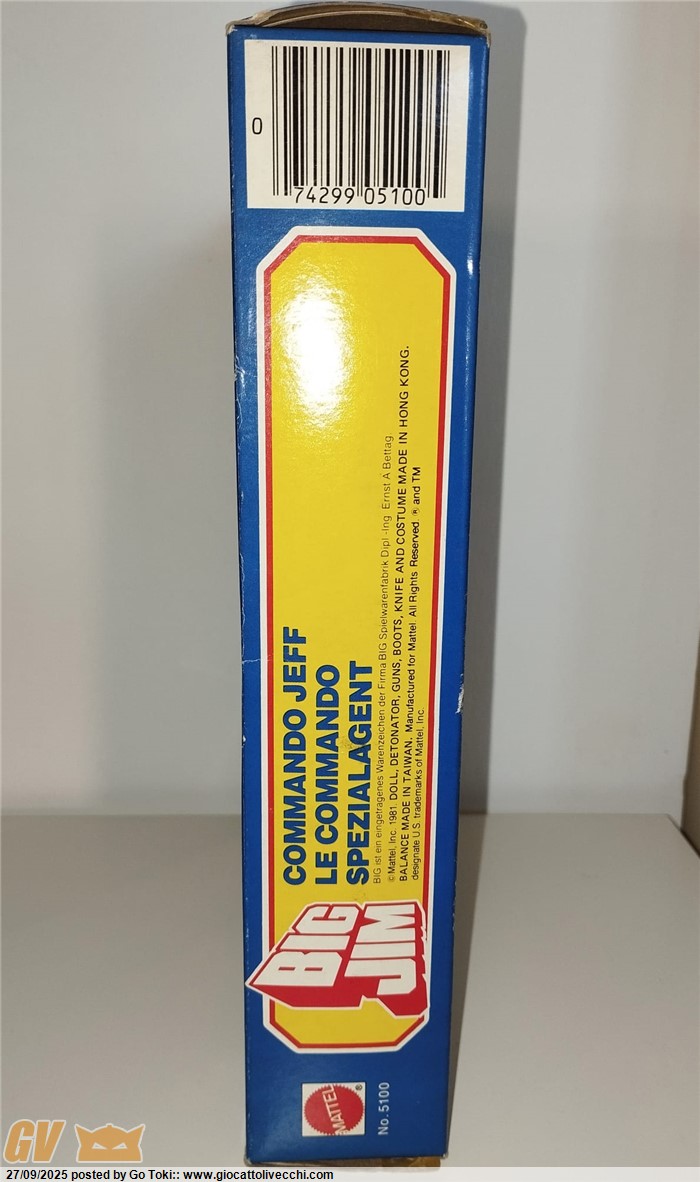 0
74299 05100
COMMANDO JEFF
LE COMMANDO
SPEZIALAGENT
BIG ist ein eingetragenes Warenzeichen der Firma BIG Spielwarenfabrik Dipl.-Ing. Ernst A Bettag.
© Mattel, Inc. 1981. DOLL, DETONATOR, GUNS, BOOTS, KNIFE AND COSTUME MADE IN HONG KONG.
BALANCE MADE IN TAIWAN. Manufactured for Mattel. All Rights Reserved. ® and TM
designate U.S. trademarks of Mattel, Inc.
BIG
JIM
MATTEL ®
No. 5100
GV
27/09/2025 posted by Go Toki:: www.giocattolivecchi.com